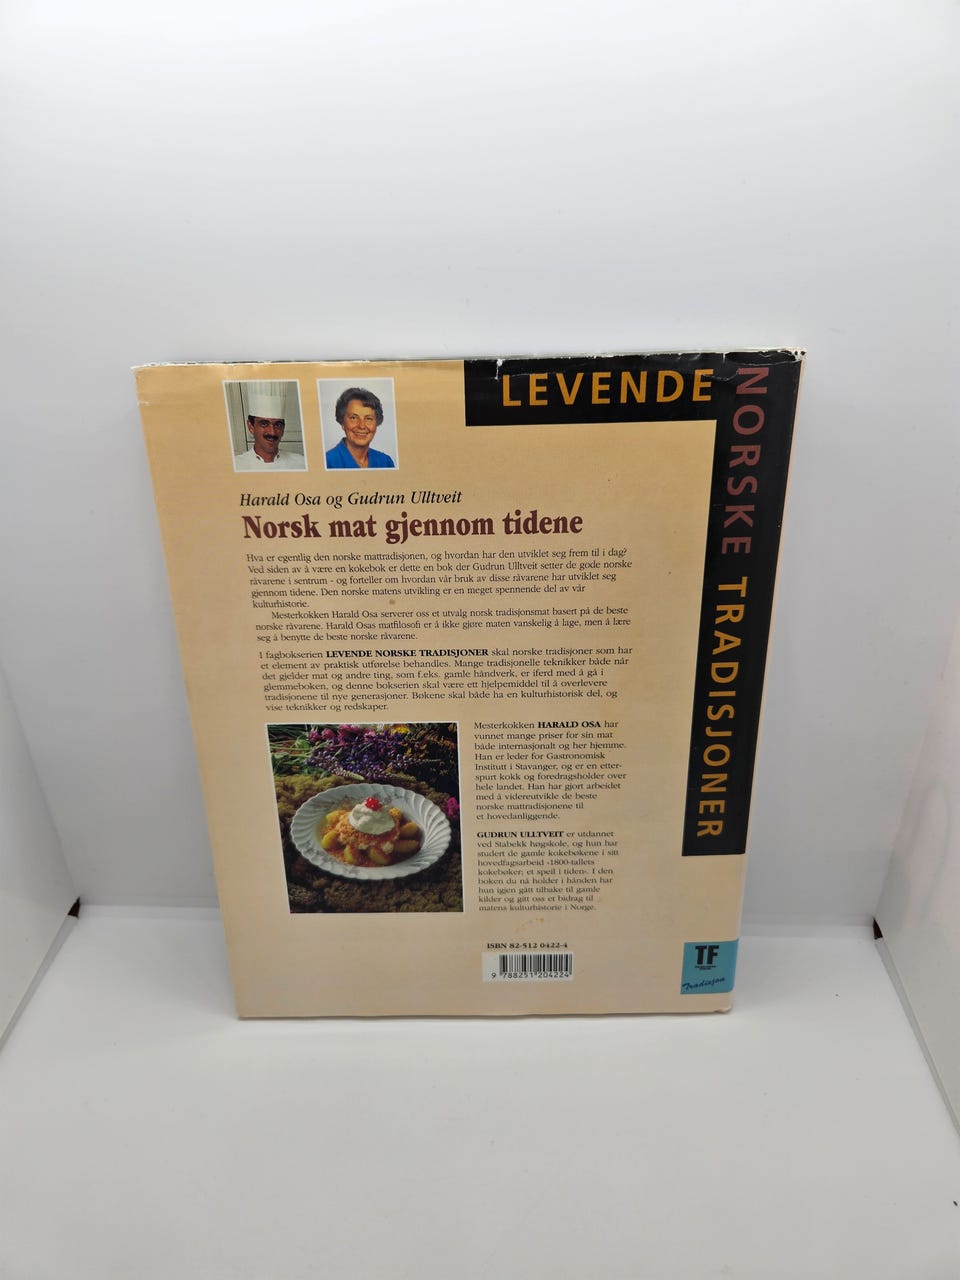 LEVENDE
NORSKE TRADISJONER
Harald Osa og Gudrun Ulltveit
Norsk mat gjennom tidene
Hva er egentlig den norske mattradisjonen, og hvordan har den utviklet seg frem til i dag?
Ved siden av å være en kokebok er dette en bok der Gudrun Ulltveit setter de gode norske
råvarene i sentrum - og forteller om hvordan vår bruk av disse råvarene har utviklet seg
gjennom tidene. Den norske matens utvikling er en meget spennende del av vår
kulturhistorie.
Mesterkokken Harald Osa serverer oss et utvalg norsk tradisjonsmat basert på de beste
norske råvarene. Harald Osas matfilosofi er å ikke gjøre maten vanskelig å lage, men å lære
seg å benytte de beste norske råvarene.
I fagbokserien LEVENDE NORSKE TRADISJONER skal norske tradisjoner som har
et element av praktisk utførelse behandles. Mange tradisjonelle teknikker både når
det gjelder mat og andre ting, som f.eks. gamle håndverk, er iferd med å gå i
glemmeboken, og denne bokserien skal være ett hjelpemiddel til å overlevere
tradisjonene til nye generasjoner. Bøkene skal både ha en kulturhistorisk del, og
vise teknikker og redskaper.
Mesterkokken HARALD OSA har
vunnet mange priser for sin mat
både internasjonalt og her hjemme.
Han er leder for Gastronomisk
Institutt i Stavanger, og er en etter-
spurt kokk og foredragsholder over
hele landet. Han har gjort arbeidet
med å videreutvikle de beste
norske mattradisjonene til
et hovedanliggende.
GUDRUN ULLTVEIT er utdannet
ved Stabekk høgskole, og hun har
studert de gamle kokebøkene i sitt
hovedfagsarbeid «1800-tallets
kokebøker; et speil i tiden». I den
boken du nå holder i hånden har
hun igjen gått tilbake til gamle
kilder og gitt oss et bidrag til
matens kulturhistorie i Norge.
ISBN 82-512 0422-4
9 788251 204224
TF
Tradisjon